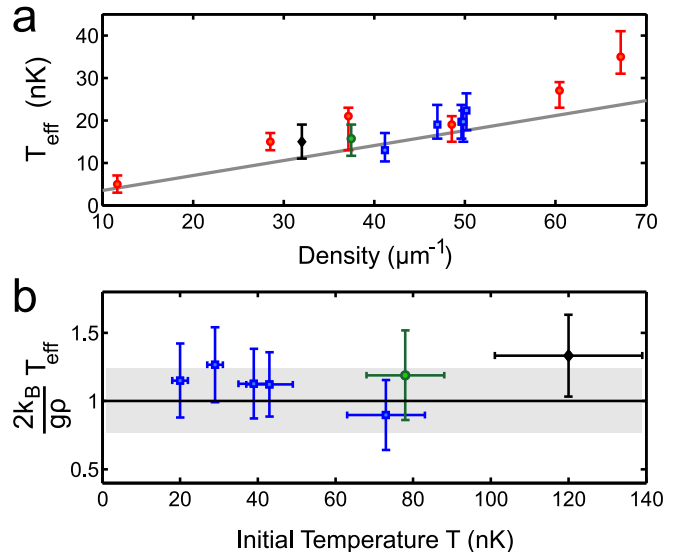 a
T_eff (nK)
40
30
20
10
0
10 20 30 40 50 60 70
Density (μm⁻¹)
b
2k_B T_eff
gρ
1.5
1
0.5
0 20 40 60 80 100 120 140
Initial Temperature T (nK)